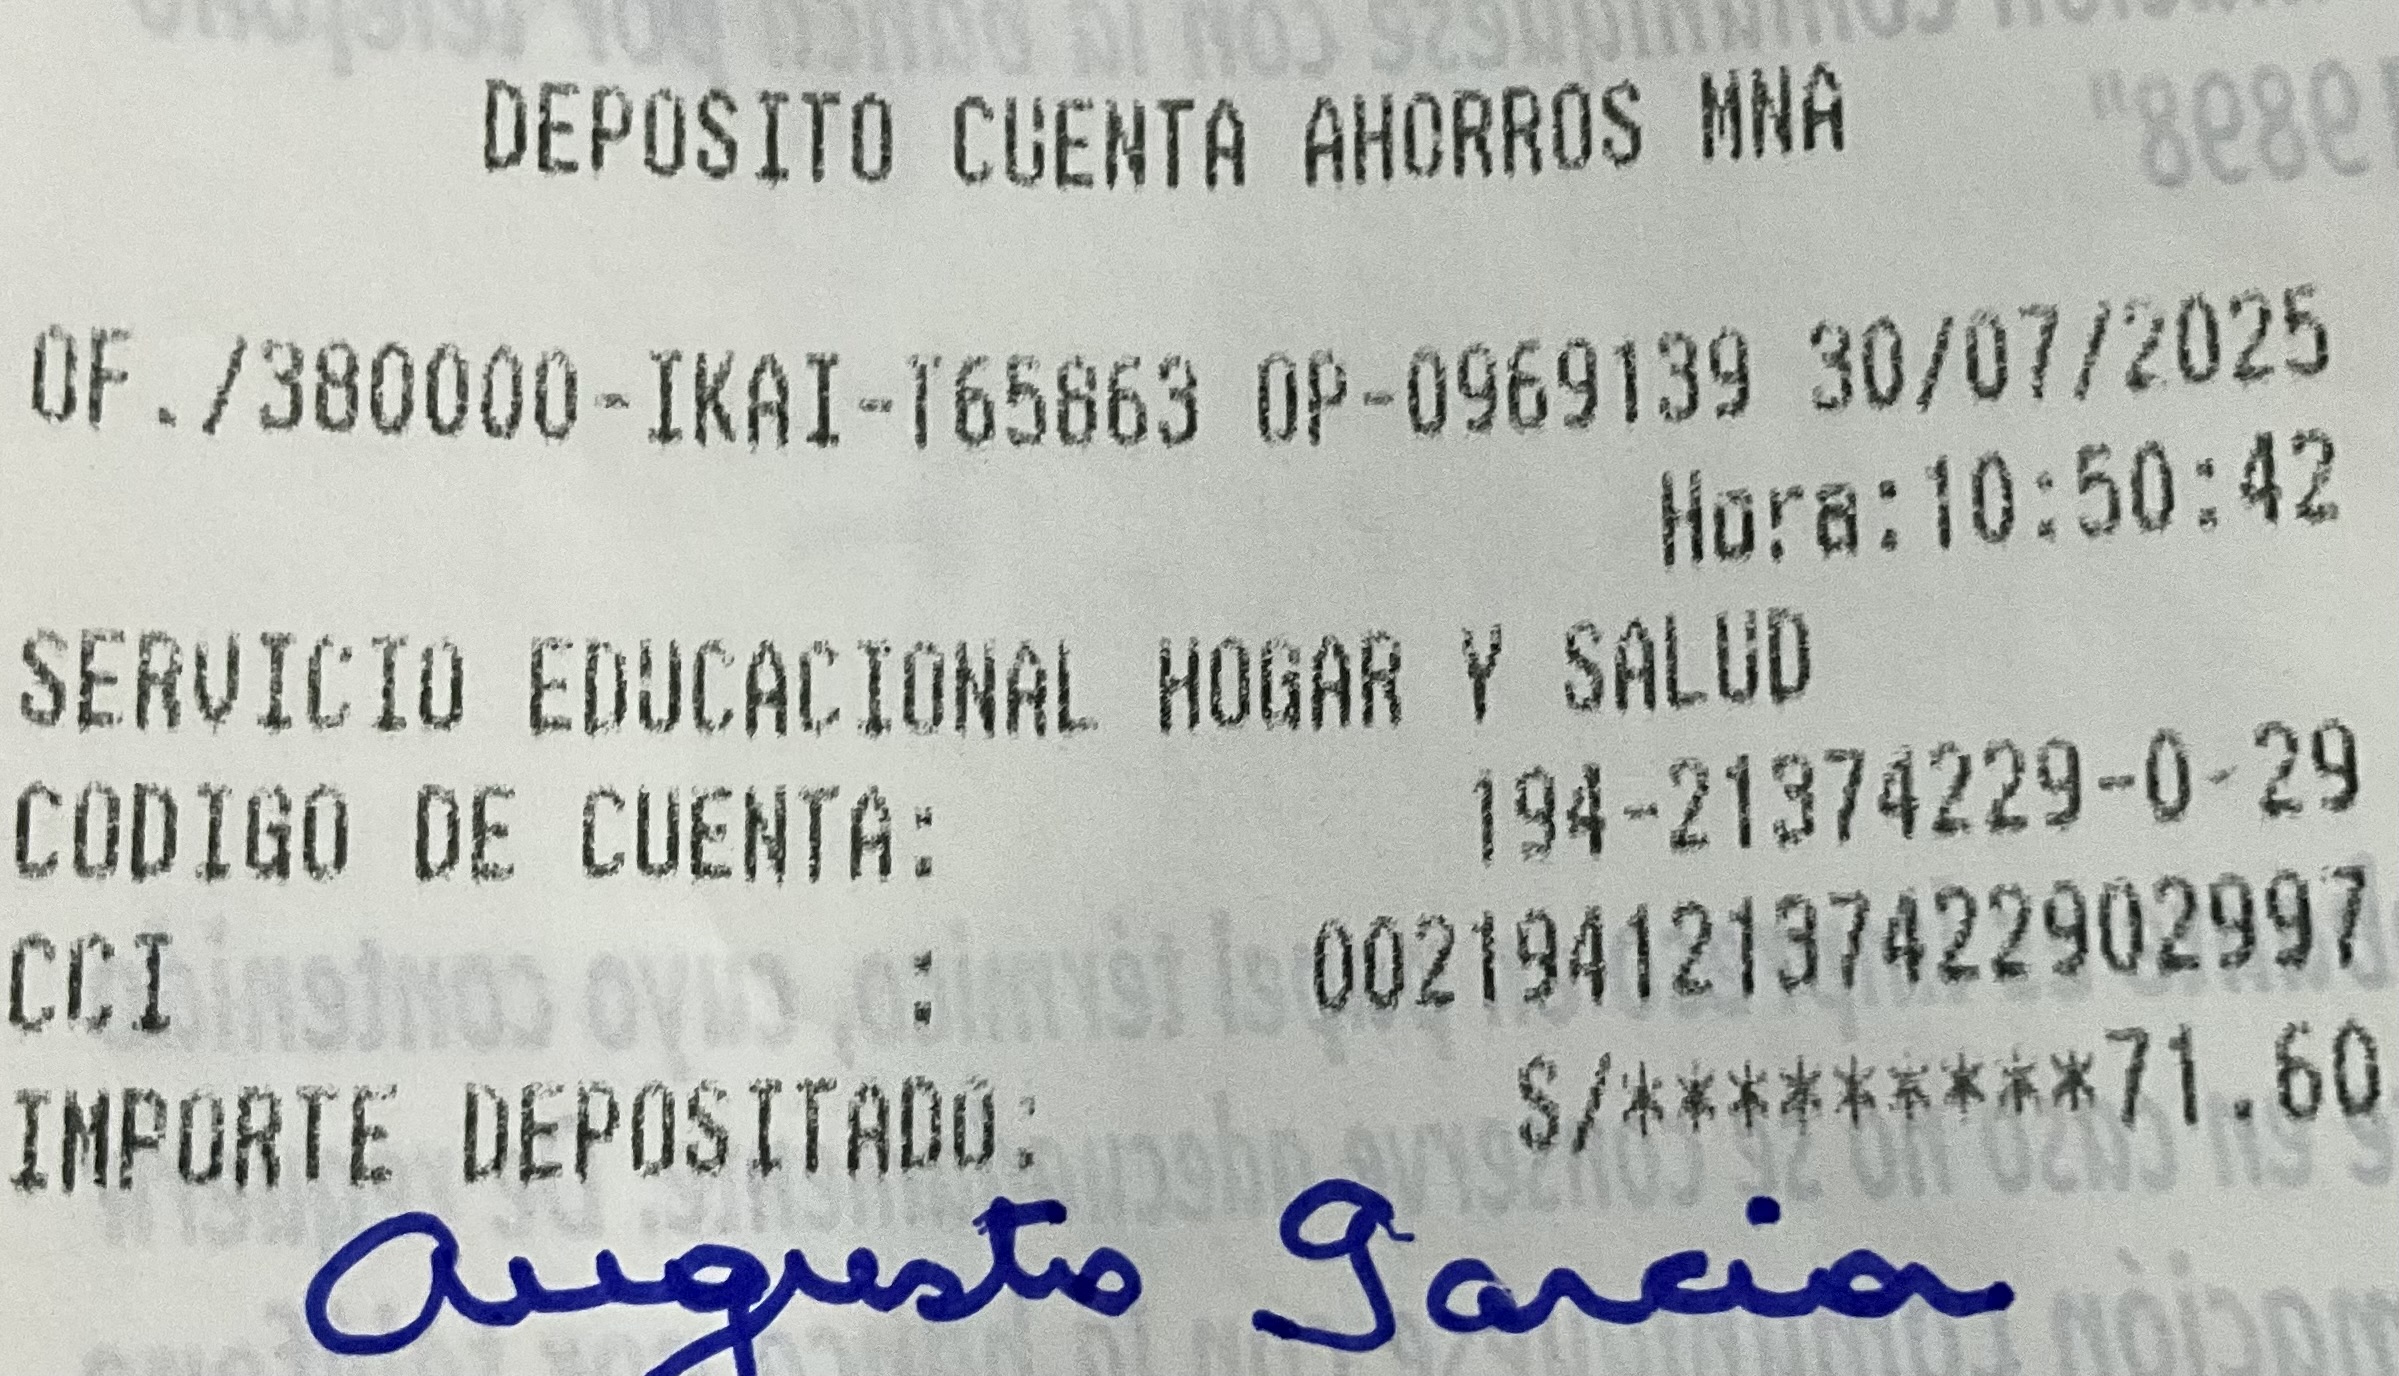 DEPOSITO CUENTA AHORROS MNA
OF./380000-IKAI-T65863 OP-0969139 30/07/2025
Hora:10:50:42
SERVICIO EDUCACIONAL HOGAR Y SALUD
CODIGO DE CUENTA: 194-21374229-0-29
CCI : 00219412137422902997
IMPORTE DEPOSITADO: S/*********71.60
Augusto Garcia